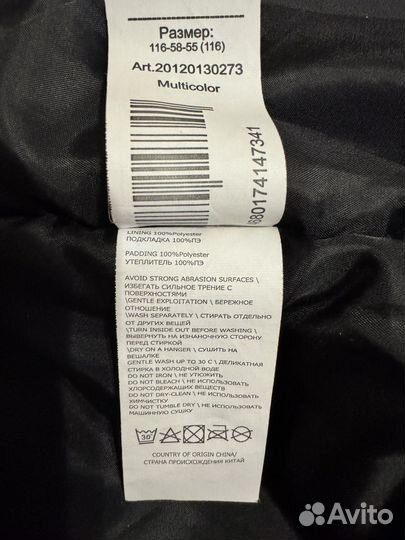 Размер:
116-58-55 (116)
Art.20120130273
Multicolor
680174147341
LINING 100%Polyester
ПОДКЛАДКА 100%ПЭ
PADDING 100%Polyester
УТЕПЛИТЕЛЬ 100%ПЭ
AVOID STRONG ABRASION SURFACES \
ИЗБЕГАТЬ СИЛЬНОЕ ТРЕНИЕ С
ПОВЕРХНОСТЯМИ
\GENTLE EXPLOITATION \ БЕРЕЖНОЕ
ОТНОШЕНИЕ
\WASH SEPARATELY \ СТИРАТЬ ОТДЕЛЬНО
ОТ ДРУГИХ ВЕЩЕЙ
\TURN INSIDE OUT BEFORE WASHING \
ВЫВЕРНУТЬ НА ИЗНАНОЧНУЮ СТОРОНУ
ПЕРЕД СТИРКОЙ
\DRY ON A HANGER \ СУШИТЬ НА
ВЕШАЛКЕ
GENTLE WASH UP TO 30 C \ ДЕЛИКАТНАЯ
СТИРКА В ХОЛОДНОЙ ВОДЕ
DO NOT IRON \ НЕ УТЮЖИТЬ
DO NOT BLEACH \ НЕ ИСПОЛЬЗОВАТЬ
ХЛОРСОДЕРЖАЩИХ ВЕЩЕСТВ
DO NOT DRY-CLEAN \ НЕ ИСПОЛЬЗОВАТЬ
ХИМЧИСТКУ
DO NOT TUMBLE DRY \ НЕ ИСПОЛЬЗОВАТЬ
МАШИННУЮ СУШКУ
30°
COUNTRY OF ORIGIN CHINA/
СТРАНА ПРОИСХОЖДЕНИЯ КИТАЙ
Avito